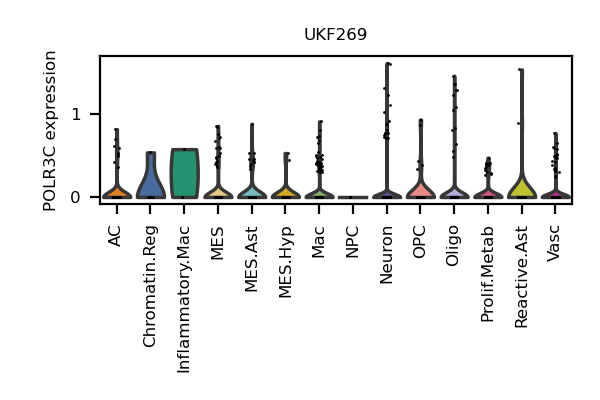 UKF269
POLR3C expression
1
0
AC
Chromatin.Reg
Inflammatory.Mac
MES
MES.Ast
MES.Hyp
Mac
NPC
Neuron
OPC
Oligo
Prolif.Metab
Reactive.Ast
Vasc